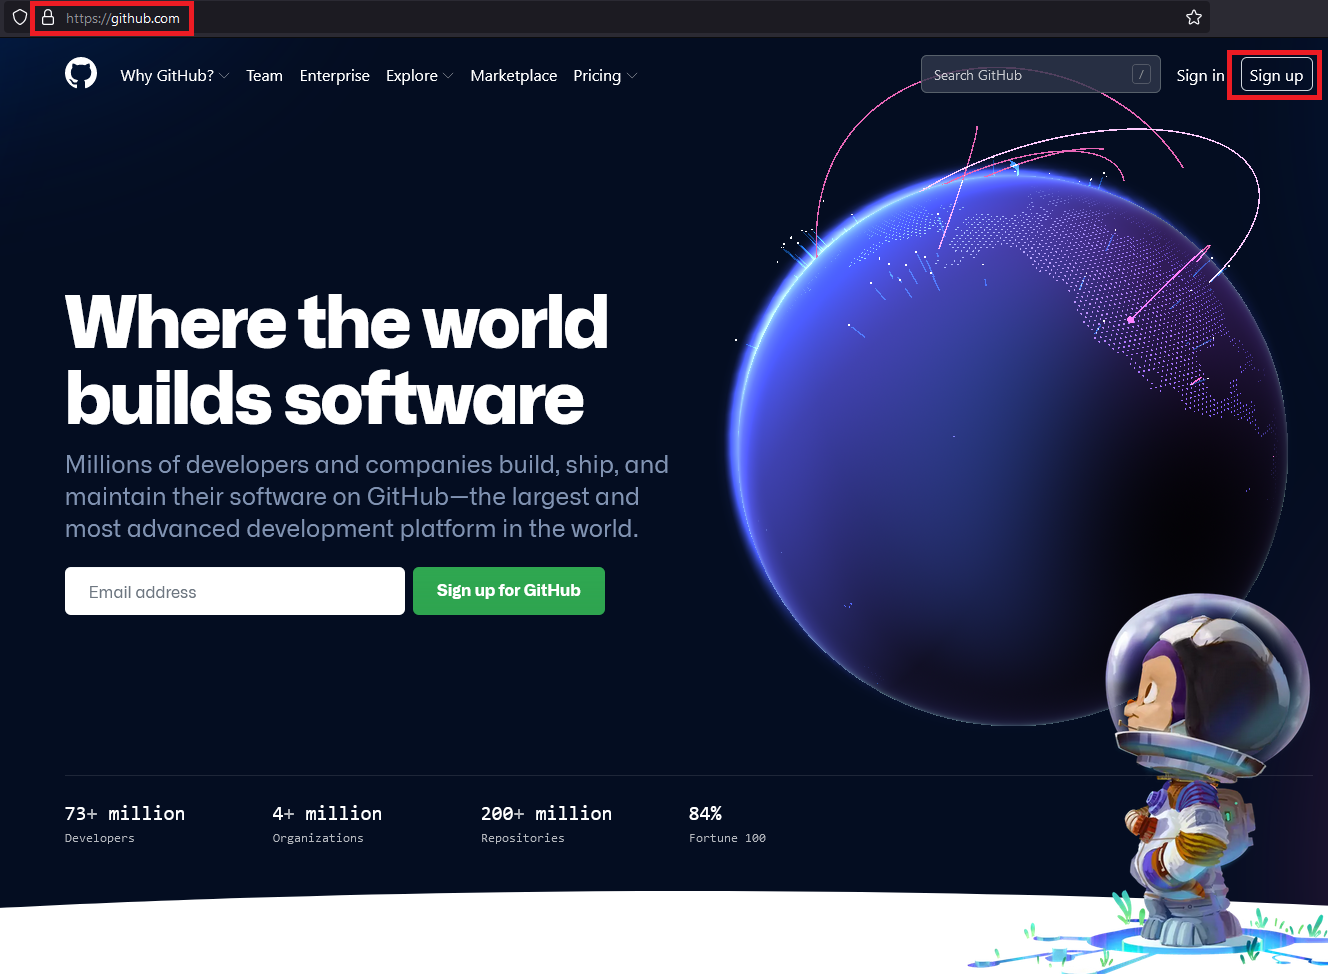 https://github.com
Why GitHub? Team Enterprise Explore Marketplace Pricing Search GitHub / Sign in Sign up
Where the world
builds software
Millions of developers and companies build, ship, and
maintain their software on GitHub—the largest and
most advanced development platform in the world.
Email address Sign up for GitHub
73+ million 4+ million 200+ million 84%
Developers Organizations Repositories Fortune 100